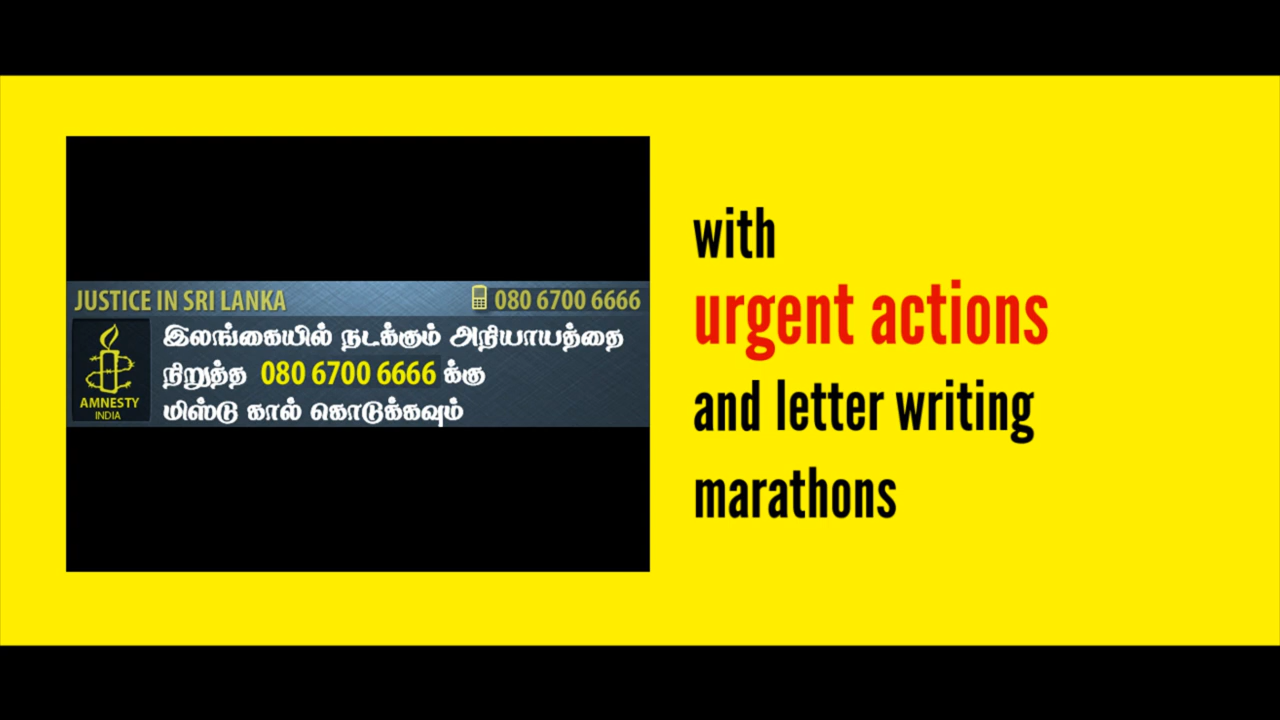 JUSTICE IN SRI LANKA 080 6700 6666
AMNESTY
INDIA
இலங்கையில் நடக்கும் அநியாயத்தை
நிறுத்த 080 6700 6666 க்கு
மிஸ்டு கால் கொடுக்கவும்
with
urgent actions
and letter writing
marathons